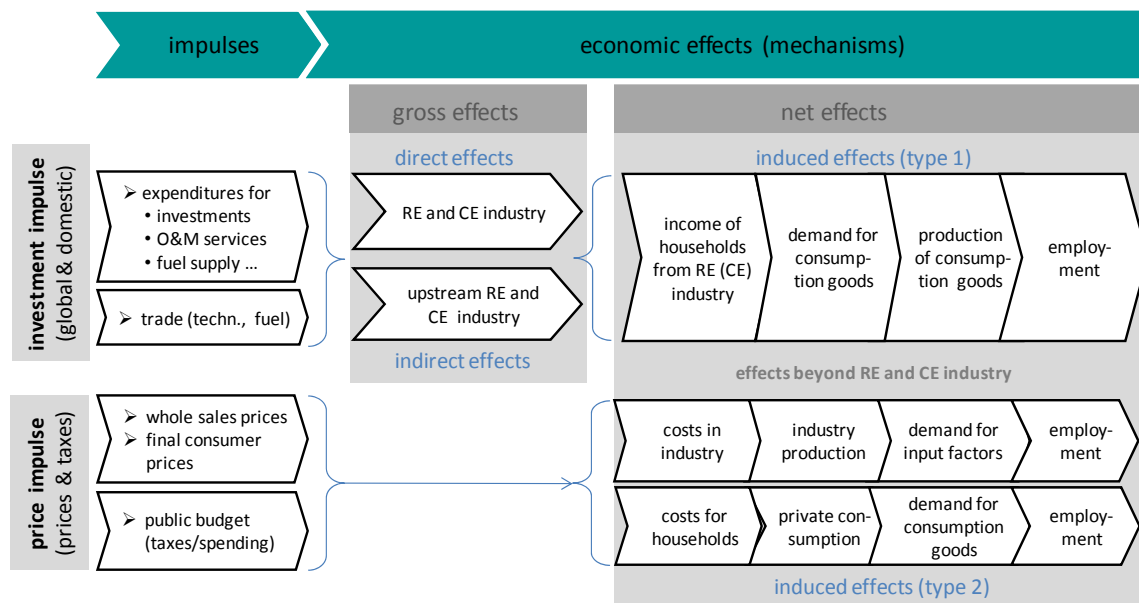 impulses
economic effects (mechanisms)
gross effects
net effects
investment impulse
(global & domestic)
➢ expenditures for
• investments
• O&M services
• fuel supply ...
➢ trade (techn., fuel)
direct effects
RE and CE industry
upstream RE and
CE industry
indirect effects
induced effects (type 1)
income of
households
from RE (CE)
industry
demand for
consump-
tion goods
production
of consump-
tion goods
employ-
ment
effects beyond RE and CE industry
price impulse
(prices & taxes)
➢ whole sales prices
➢ final consumer
prices
➢ public budget
(taxes/spending)
costs in
industry
industry
production
demand for
input factors
employ-
ment
costs for
households
private con-
sumption
demand for
consumption
goods
employ-
ment
induced effects (type 2)